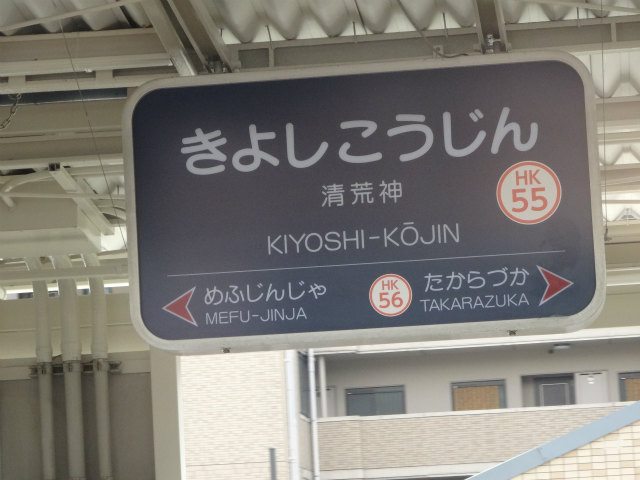 きよしこうじん
清荒神
HK
55
KIYOSHI-KŌJIN
めふじんじゃ
MEFU-JINJA
HK
56
たからづか
TAKARAZUKA